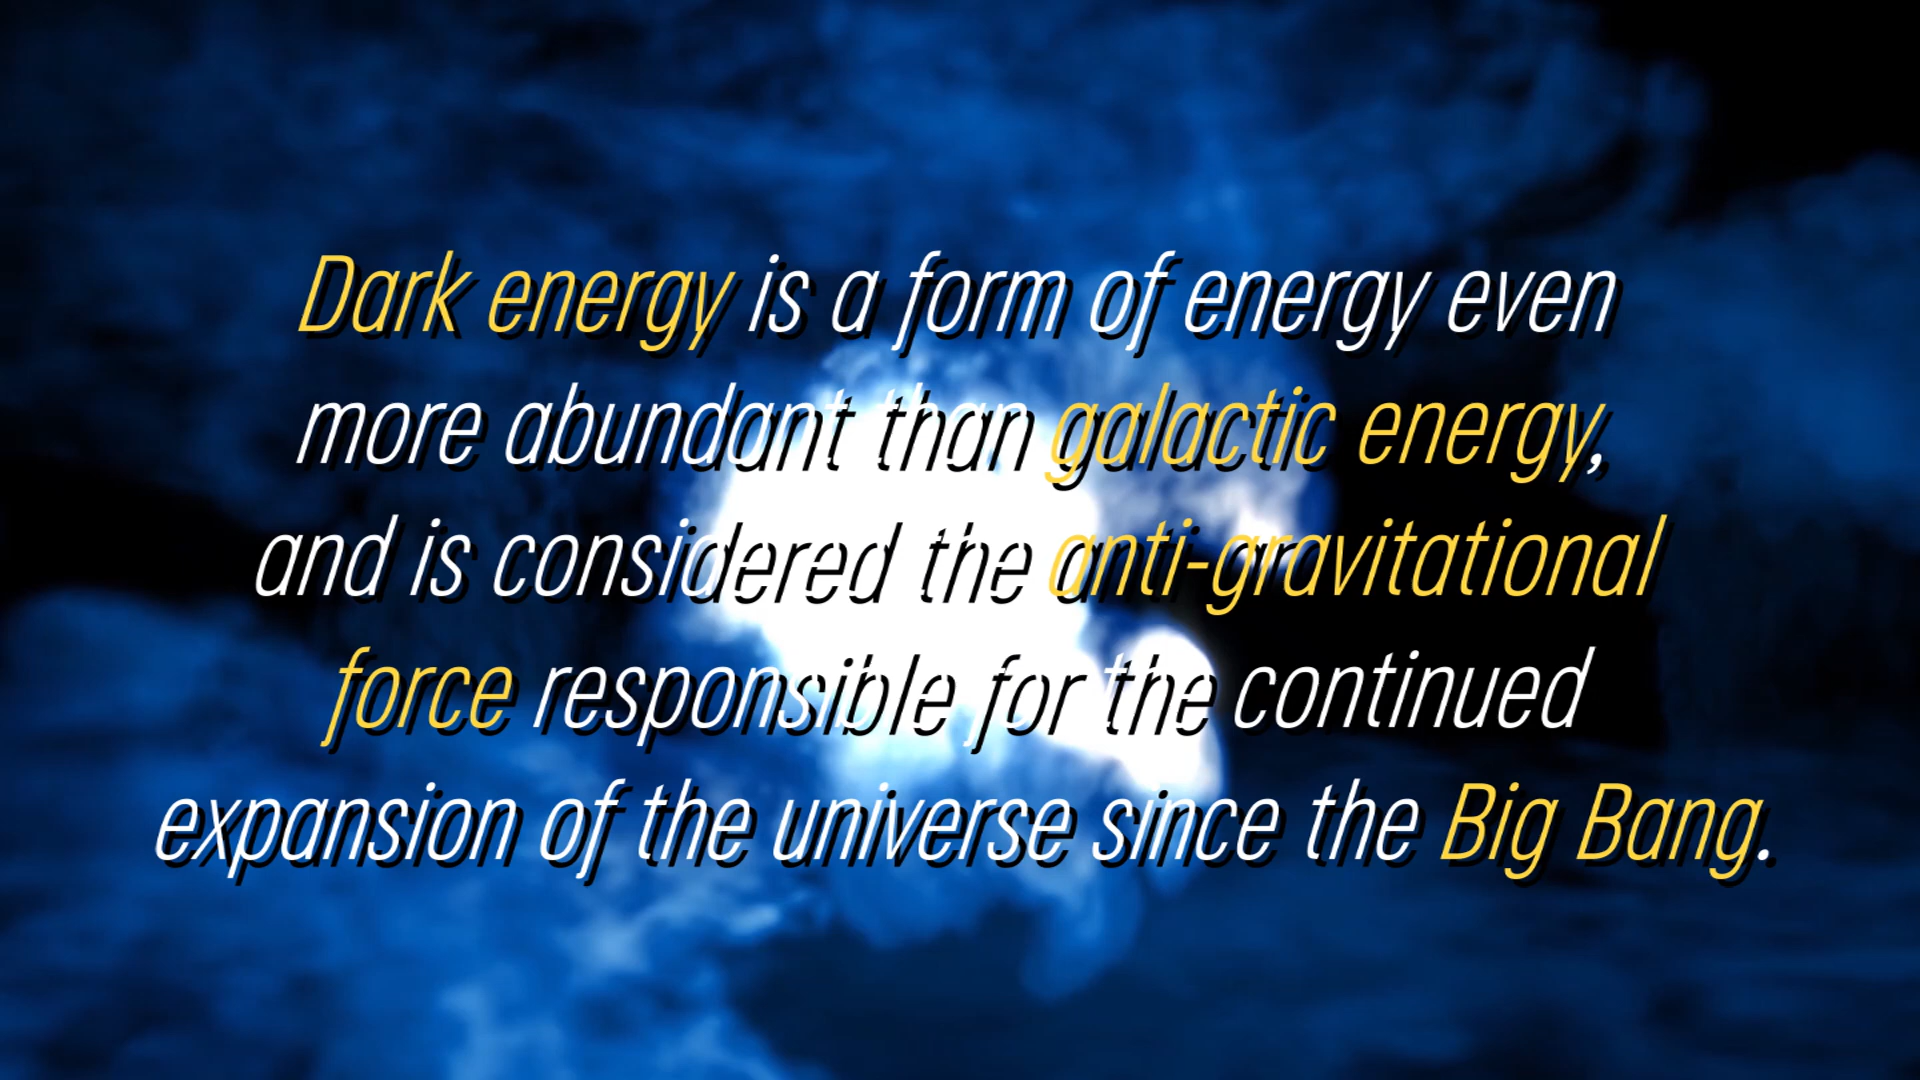 Dark energy is a form of energy even
more abundant than galactic energy,
and is considered the anti-gravitational
force responsible for the continued
expansion of the universe since the Big Bang.